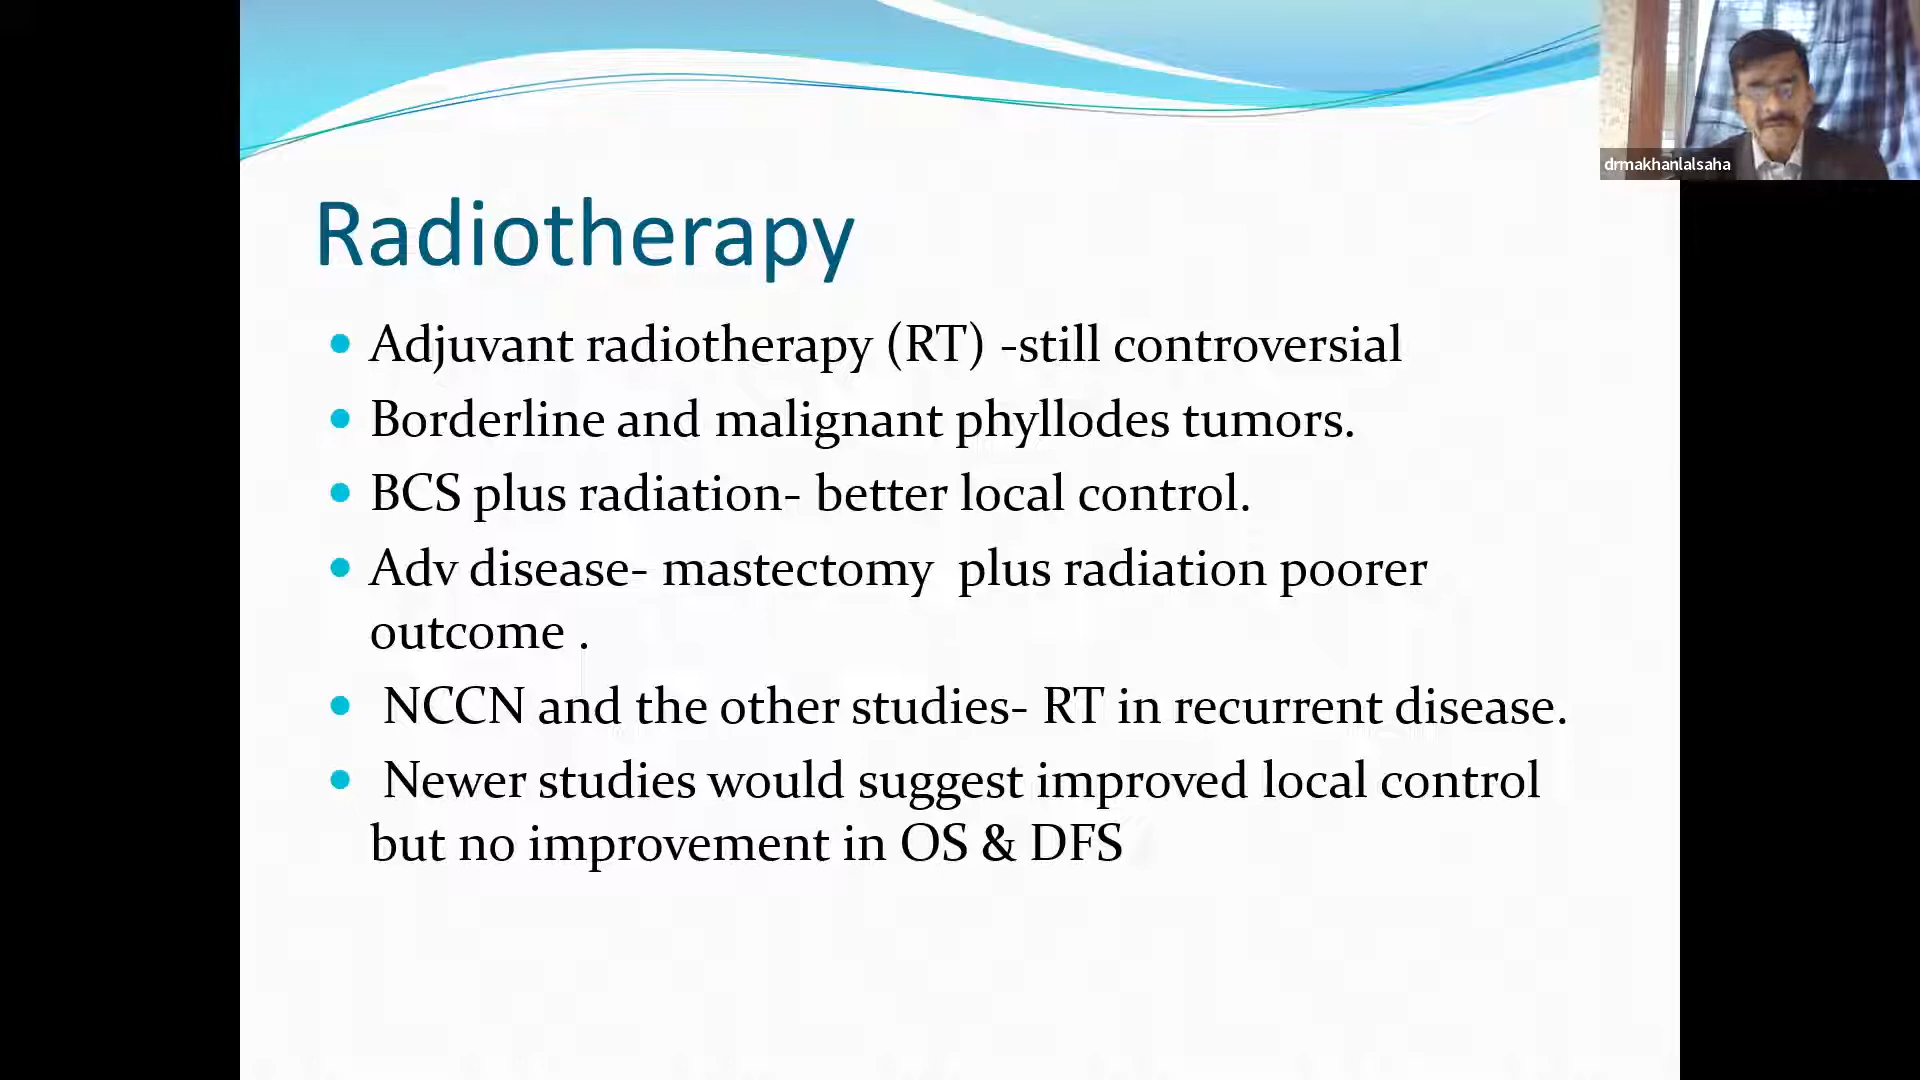 drmakhanlalsaha
Radiotherapy
• Adjuvant radiotherapy (RT) -still controversial
• Borderline and malignant phyllodes tumors.
• BCS plus radiation- better local control.
• Adv disease- mastectomy  plus radiation poorer
outcome .
• NCCN and the other studies- RT in recurrent disease.
• Newer studies would suggest improved local control
but no improvement in OS & DFS